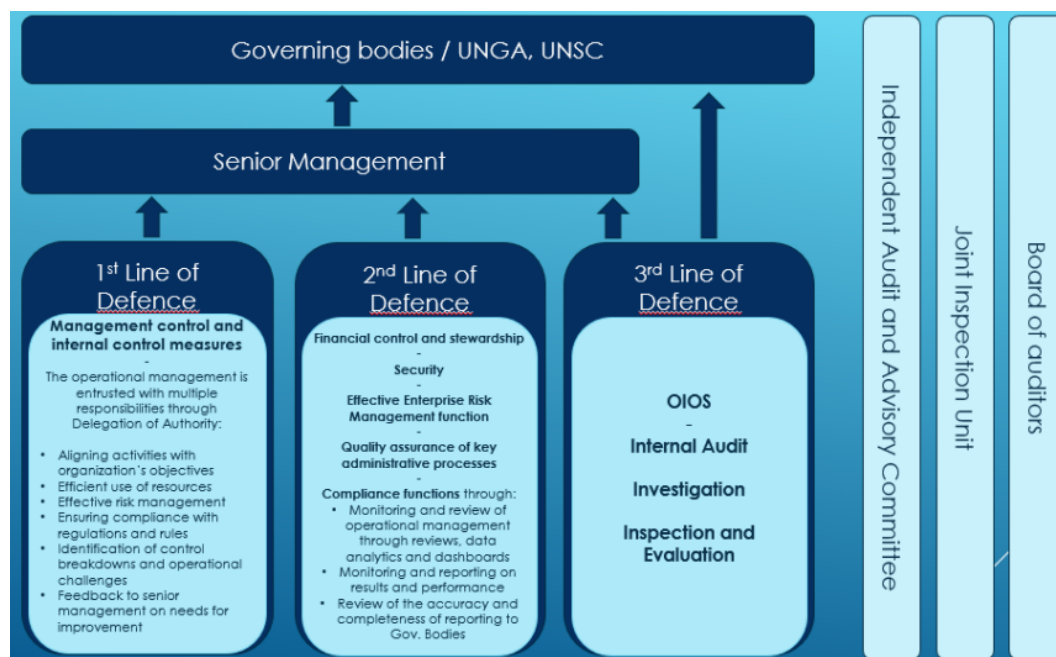 Governing bodies / UNGA, UNSC
Senior Management
1st Line of
Defence
Management control and
internal control measures
-
The operational management is
entrusted with multiple
responsibilities through
Delegation of Authority:
• Aligning activities with
organization's objectives
• Efficient use of resources
• Effective risk management
• Ensuring compliance with
regulations and rules
• Identification of control
breakdowns and operational
challenges
• Feedback to senior
management on needs for
improvement
2nd Line of
Defence
Financial control and stewardship
-
Security
-
Effective Enterprise Risk
Management function
-
Quality assurance of key
administrative processes
-
Compliance functions through:
• Monitoring and review of
operational management
through reviews, data
analytics and dashboards
• Monitoring and reporting on
results and performance
• Review of the accuracy and
completeness of reporting to
Gov. Bodies
3rd Line of
Defence
OIOS
-
Internal Audit
Investigation
Inspection and
Evaluation
Independent Audit and Advisory Committee
Joint Inspection Unit
Board of auditors